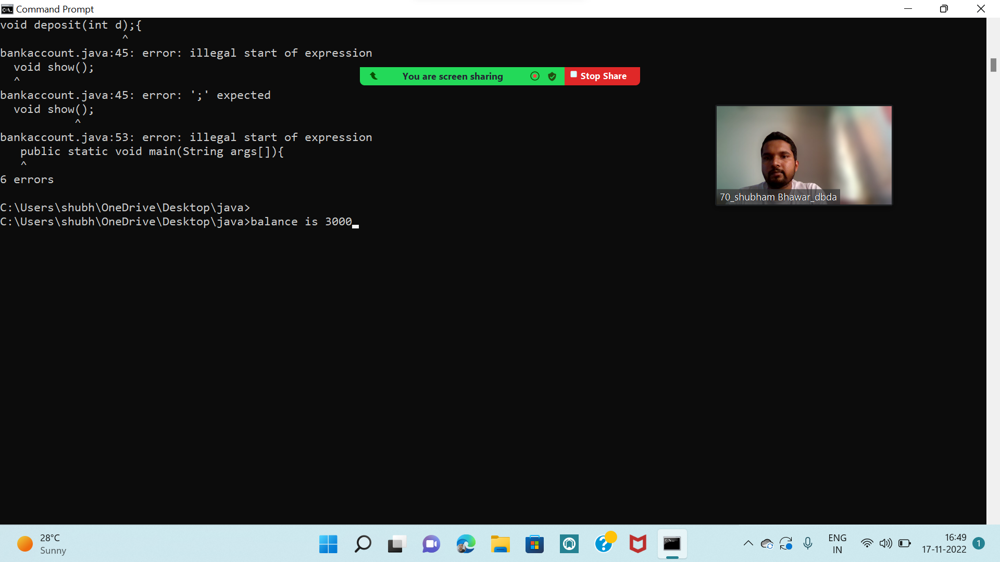 Command Prompt
void deposit(int d);{
^
bankaccount.java:45: error: illegal start of expression
void show();
^
bankaccount.java:45: error: ';' expected
void show();
^
bankaccount.java:53: error: illegal start of expression
public static void main(String args[]){
^
6 errors
C:\Users\shubh\OneDrive\Desktop\java>
C:\Users\shubh\OneDrive\Desktop\java>balance is 3000
You are screen sharing
Stop Share
70_shubham Bhawar_dbda
28°C
Sunny
ENG
IN
16:49
17-11-2022
1